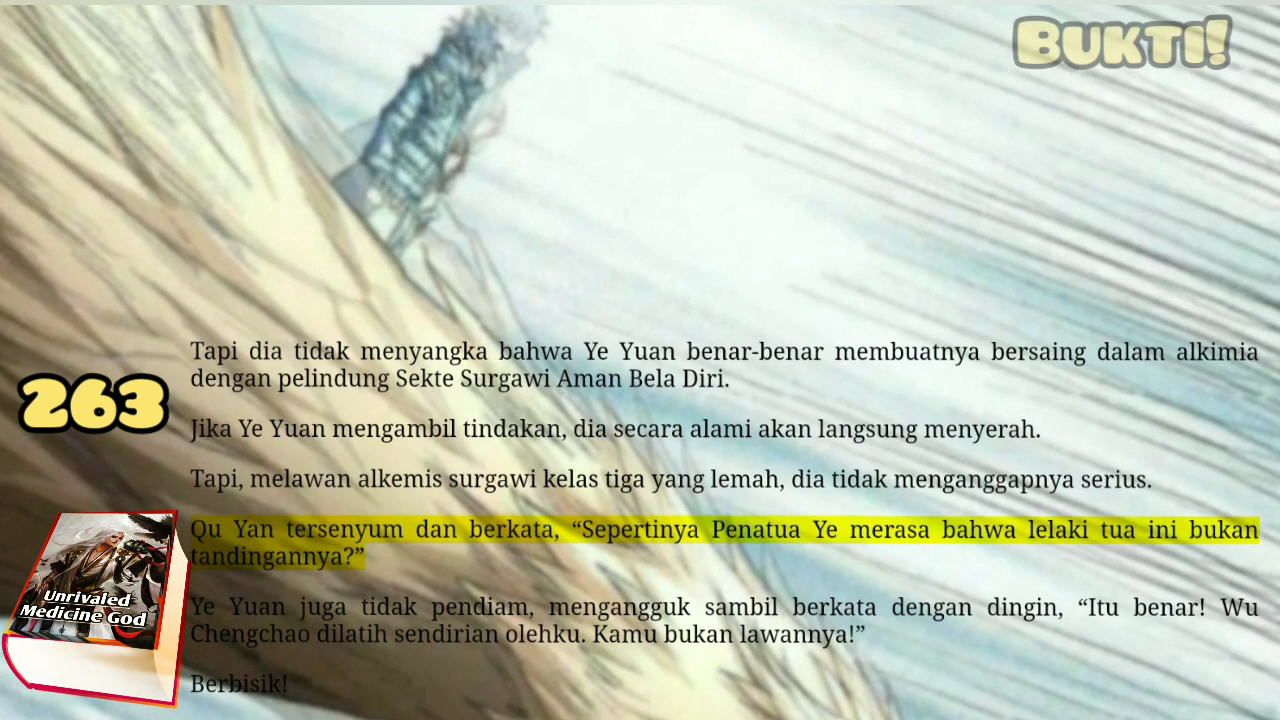 BUKTI!
Tapi dia tidak menyangka bahwa Ye Yuan benar-benar membuatnya bersaing dalam alkimia
dengan pelindung Sekte Surgawi Aman Bela Diri.
Jika Ye Yuan mengambil tindakan, dia secara alami akan langsung menyerah.
263
Tapi, melawan alkemis surgawi kelas tiga yang lemah, dia tidak menganggapnya serius.
Qu Yan tersenyum dan berkata, “Sepertinya Penatua Ye merasa bahwa lelaki tua ini bukan
tandingannya?”
Unrivaled
Medicine God
Ye Yuan juga tidak pendiam, mengangguk sambil berkata dengan dingin, “Itu benar! Wu
Chengchao dilatih sendirian olehku. Kamu bukan lawannya!”
Berbisik!